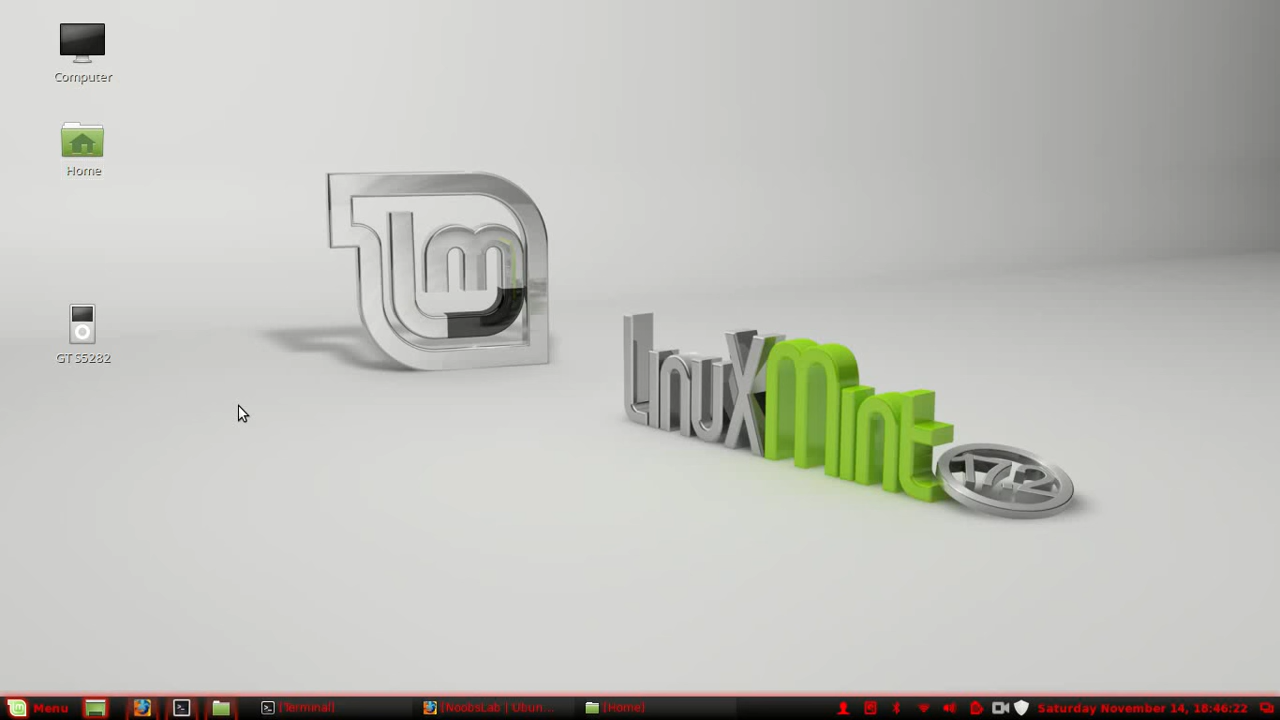 Computer
Home
GT S5282
lm
LinuxMint
17.2
Menu
[Terminal]
[NoobsLab | Ubun...
[Home]
Saturday November 14, 18:46:22